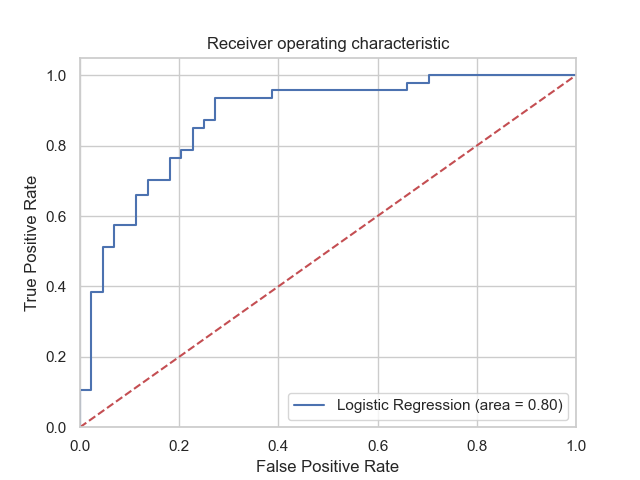 Receiver operating characteristic
True Positive Rate
1.0
0.8
0.6
0.4
0.2
0.0
Logistic Regression (area = 0.80)
0.0 0.2 0.4 0.6 0.8 1.0
False Positive Rate